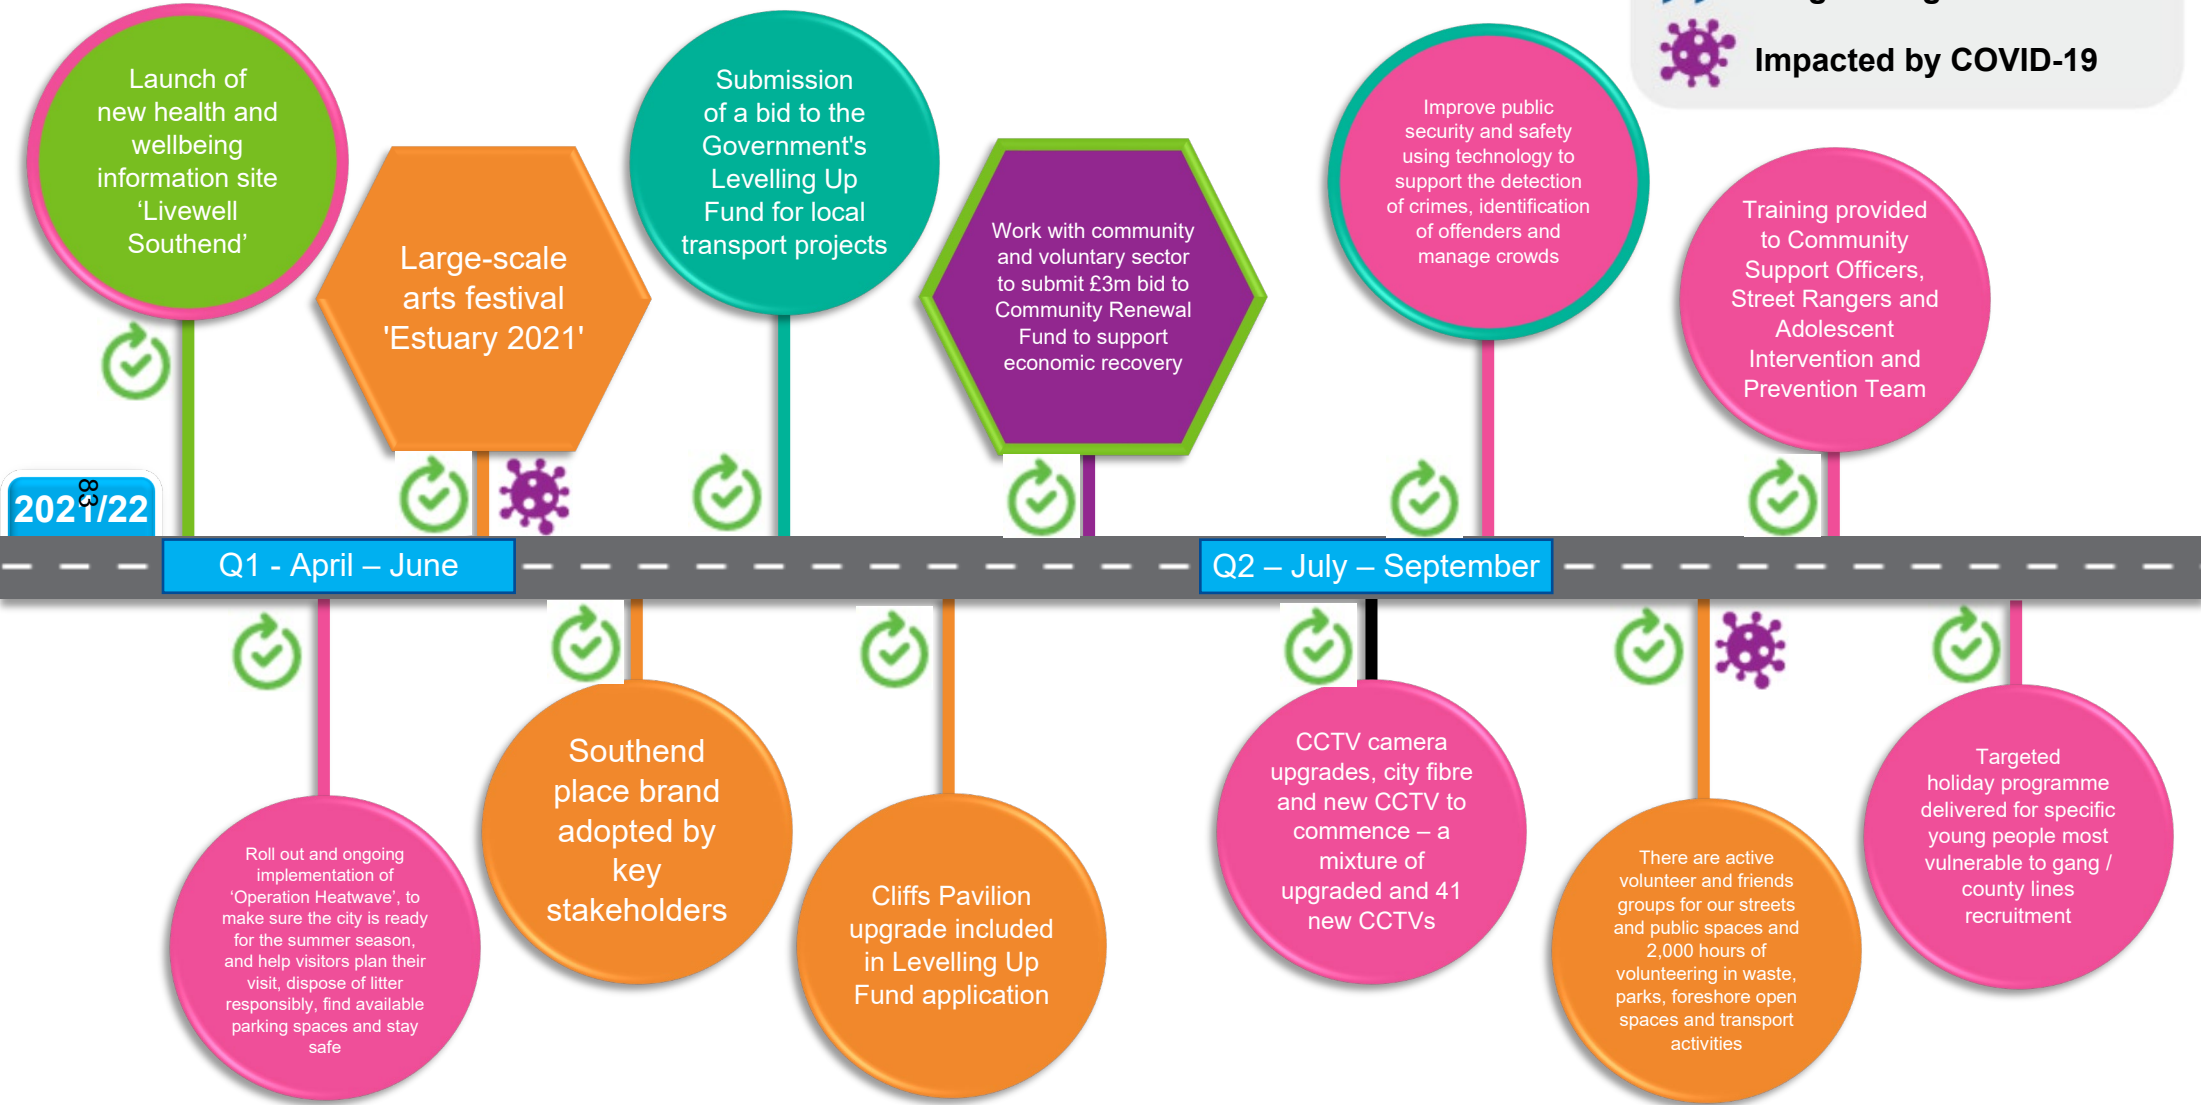 Impacted by COVID-19
Launch of
new health and
wellbeing
information site
‘Livewell
Southend’
Large-scale
arts festival
'Estuary 2021'
Submission
of a bid to the
Government's
Levelling Up
Fund for local
transport projects
Work with community
and voluntary sector
to submit £3m bid to
Community Renewal
Fund to support
economic recovery
Improve public
security and safety
using technology to
support the detection
of crimes, identification
of offenders and
manage crowds
Training provided
to Community
Support Officers,
Street Rangers and
Adolescent
Intervention and
Prevention Team
83
2021/22
Q1 - April – June
Q2 – July – September
Roll out and ongoing
implementation of
‘Operation Heatwave’, to
make sure the city is ready
for the summer season,
and help visitors plan their
visit, dispose of litter
responsibly, find available
parking spaces and stay
safe
Southend
place brand
adopted by
key
stakeholders
Cliffs Pavilion
upgrade included
in Levelling Up
Fund application
CCTV camera
upgrades, city fibre
and new CCTV to
commence – a
mixture of
upgraded and 41
new CCTVs
There are active
volunteer and friends
groups for our streets
and public spaces and
2,000 hours of
volunteering in waste,
parks, foreshore open
spaces and transport
activities
Targeted
holiday programme
delivered for specific
young people most
vulnerable to gang /
county lines
recruitment